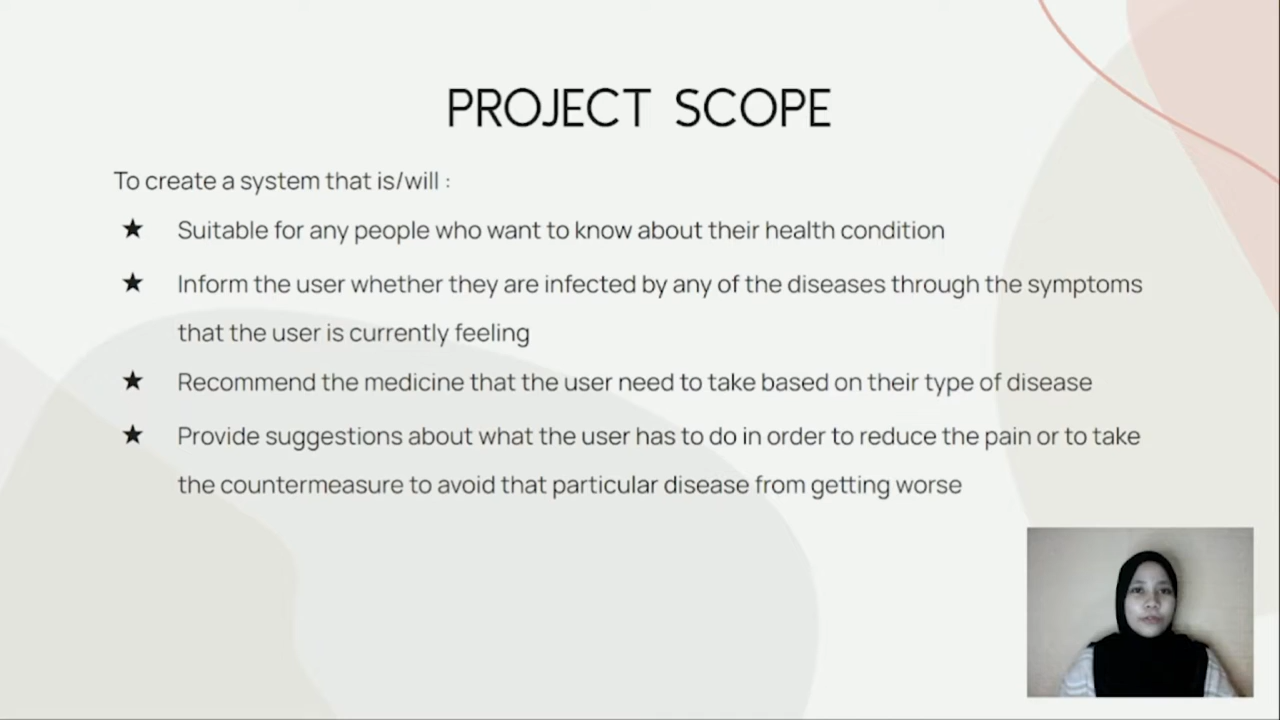 PROJECT SCOPE
To create a system that is/will :
★ Suitable for any people who want to know about their health condition
★ Inform the user whether they are infected by any of the diseases through the symptoms
that the user is currently feeling
★ Recommend the medicine that the user need to take based on their type of disease
★ Provide suggestions about what the user has to do in order to reduce the pain or to take
the countermeasure to avoid that particular disease from getting worse